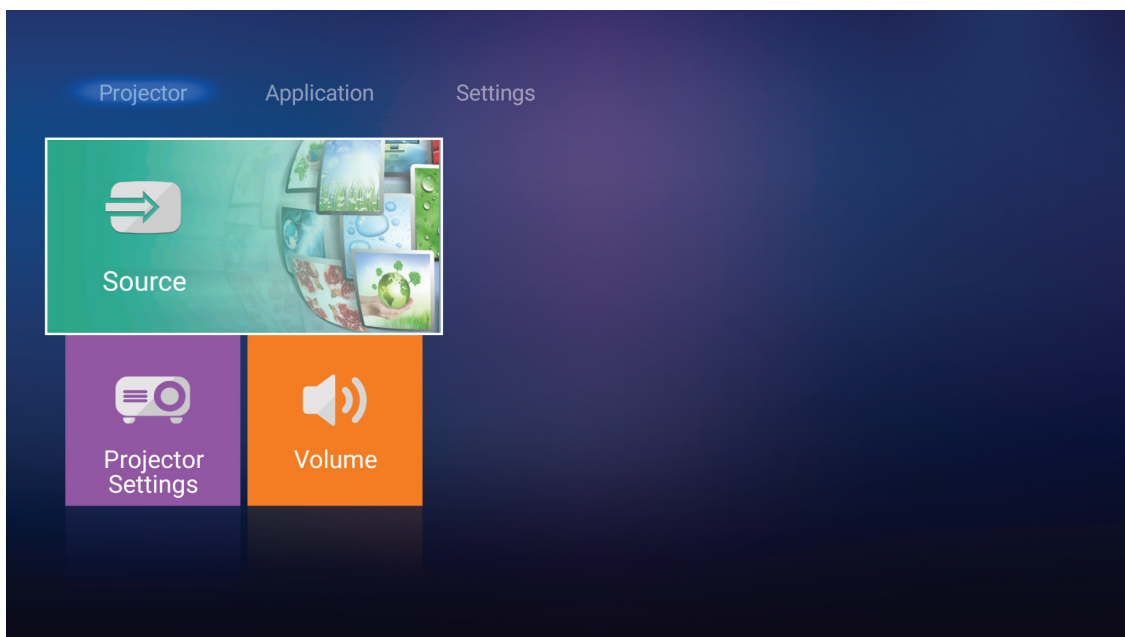 Projector Application Settings
Source
Projector
Settings
Volume